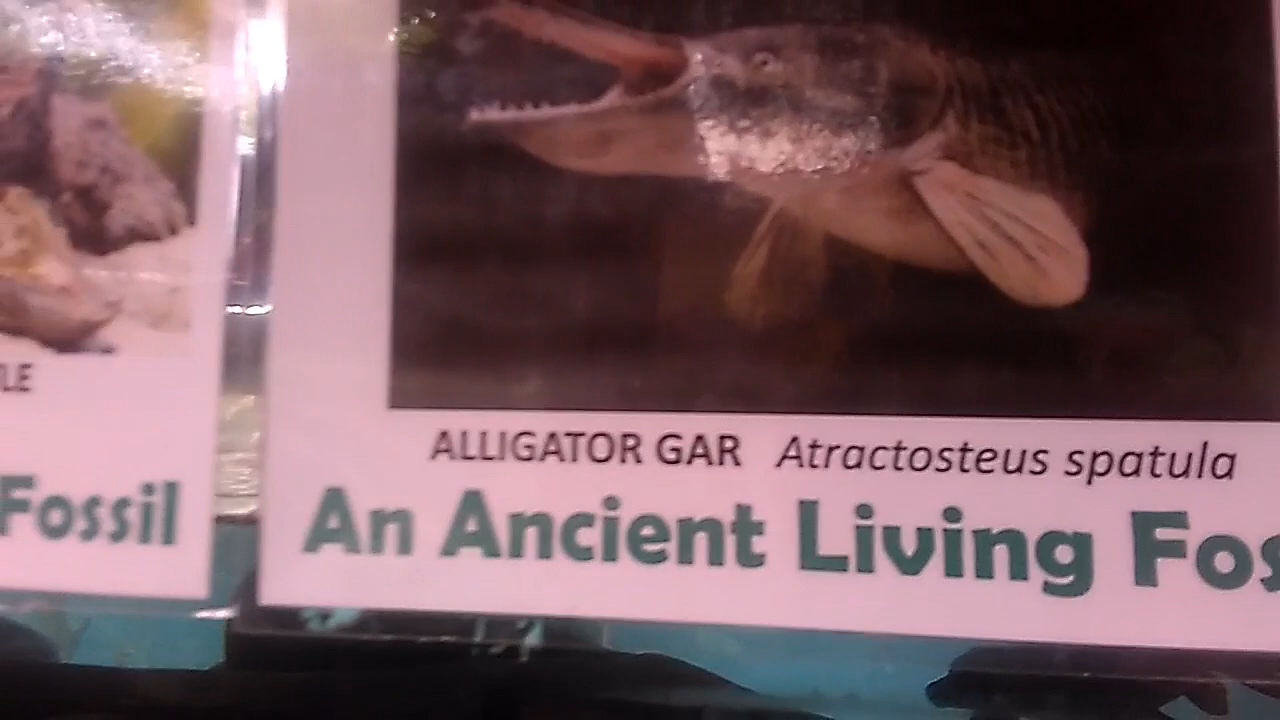 LE
Fossil
ALLIGATOR GAR Atractosteus spatula
An Ancient Living Fos